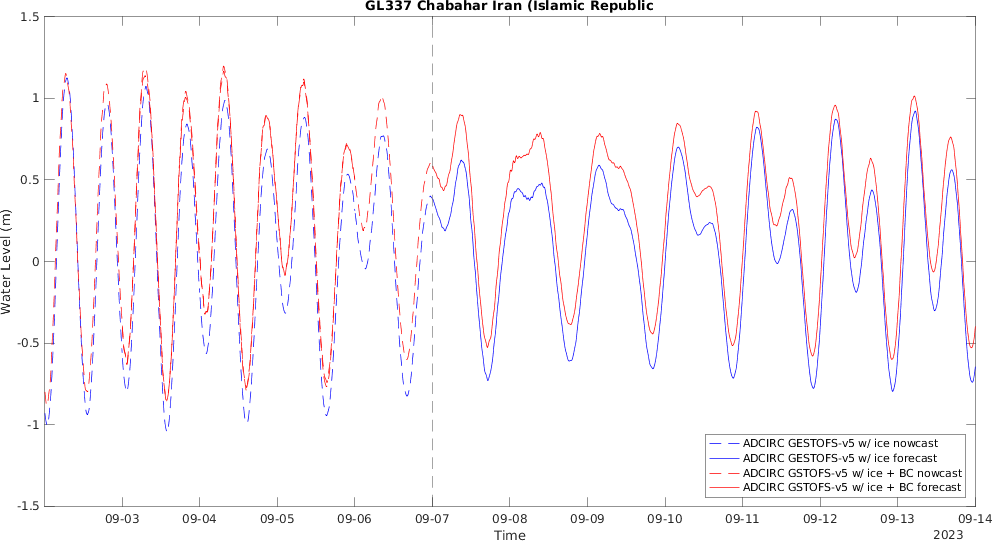 GL337 Chabahar Iran (Islamic Republic
1.5
1
0.5
0
-0.5
-1
-1.5
Water Level (m)
ADCIRC GESTOFS-v5 w/ ice nowcast
ADCIRC GESTOFS-v5 w/ ice forecast
ADCIRC GSTOFS-v5 w/ ice + BC nowcast
ADCIRC GSTOFS-v5 w/ ice + BC forecast
09-03 09-04 09-05 09-06 09-07 09-08 09-09 09-10 09-11 09-12 09-13 09-14
Time
2023